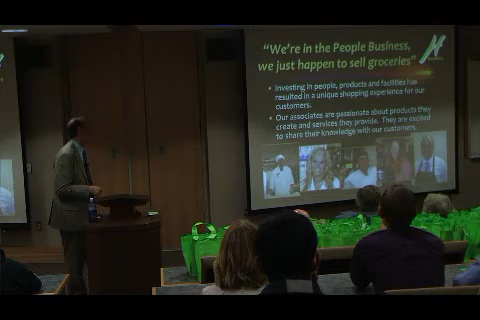 “We’re in the People Business,
we just happen to sell groceries”
• Investing in people, products and facilities has
resulted in a unique shopping experience for our
customers.
• Our associates are passionate about products they
create and services they provide. They are excited
to share their knowledge with our customers.